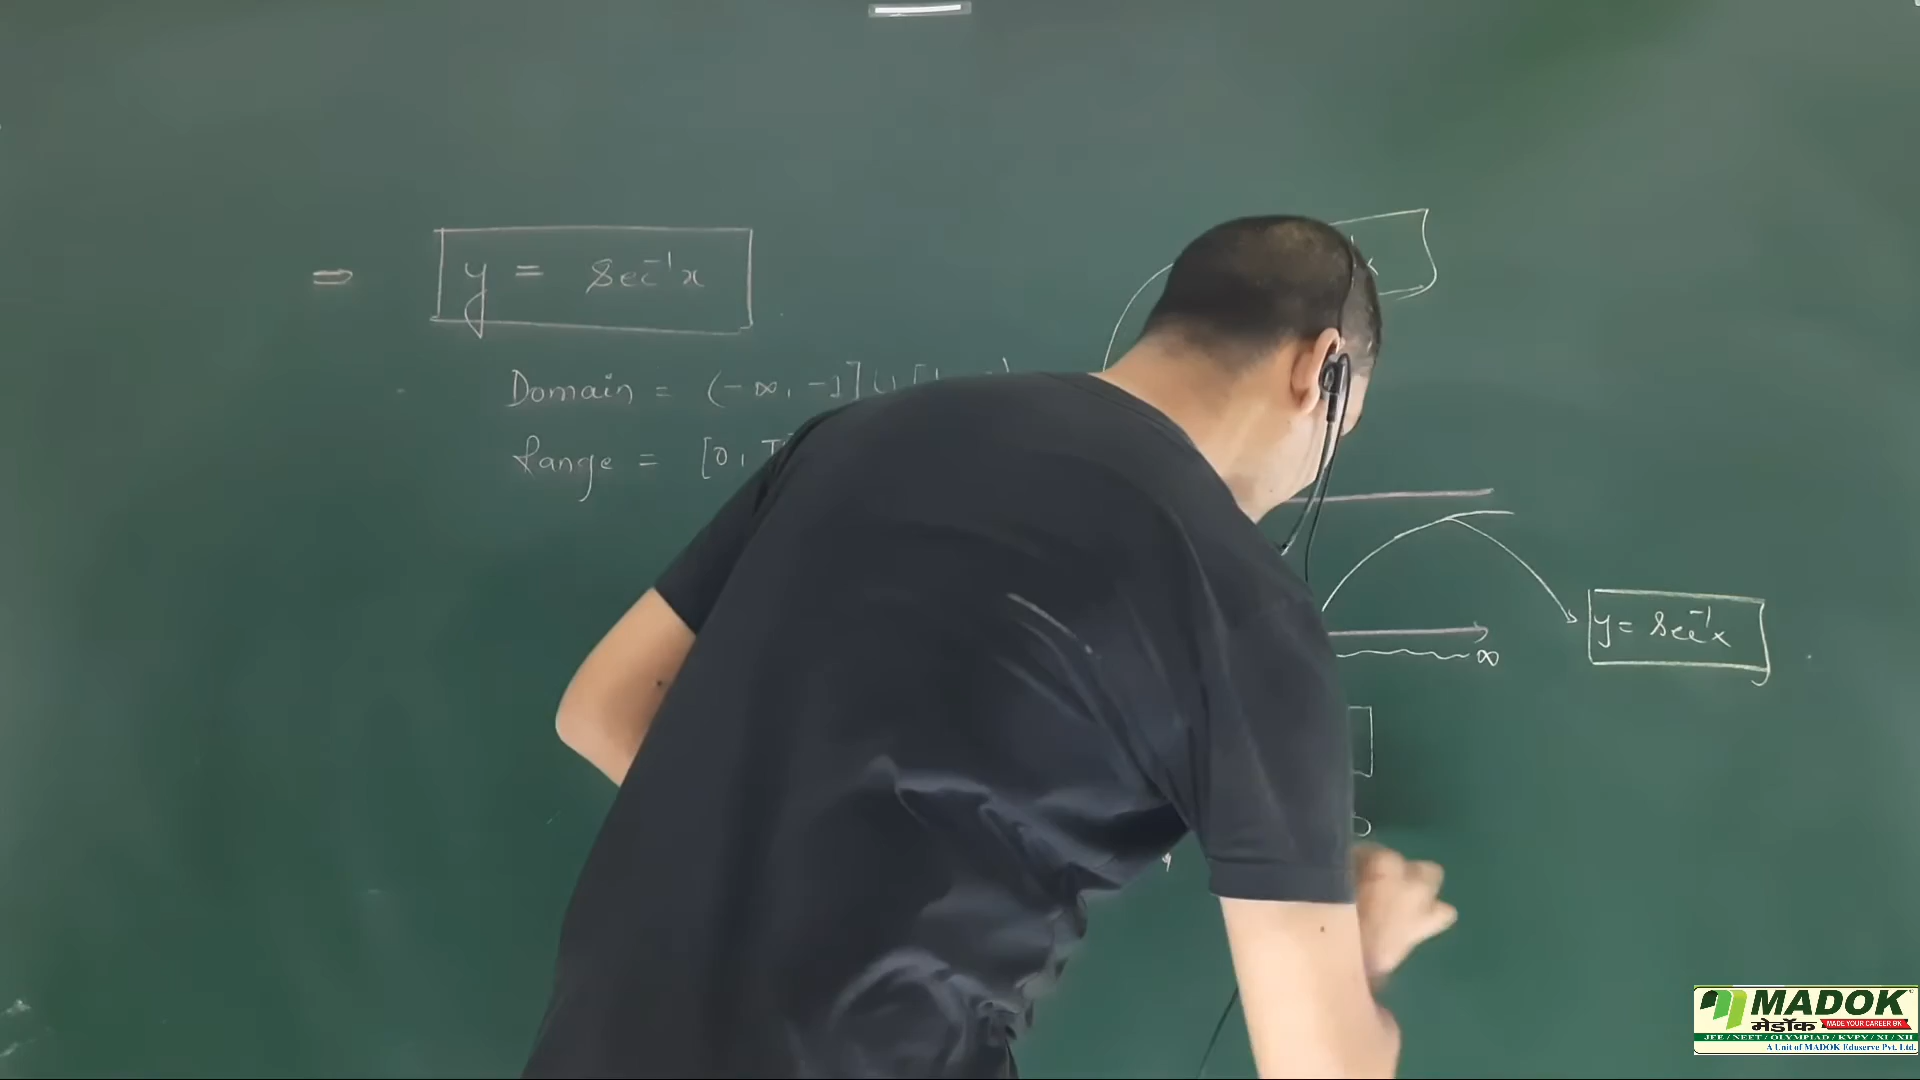 ⇒ y = sec⁻¹x
Domain = (-∞, -1] ∪ [1
Range = [0, π
y = sec⁻¹x
∞
MADOK
मेडॉक MADE YOUR CAREER OK
JEE / NEET / OLYMPIAD / KVPY / XI / XII
A Unit of MADOK Eduserve Pvt. Ltd.